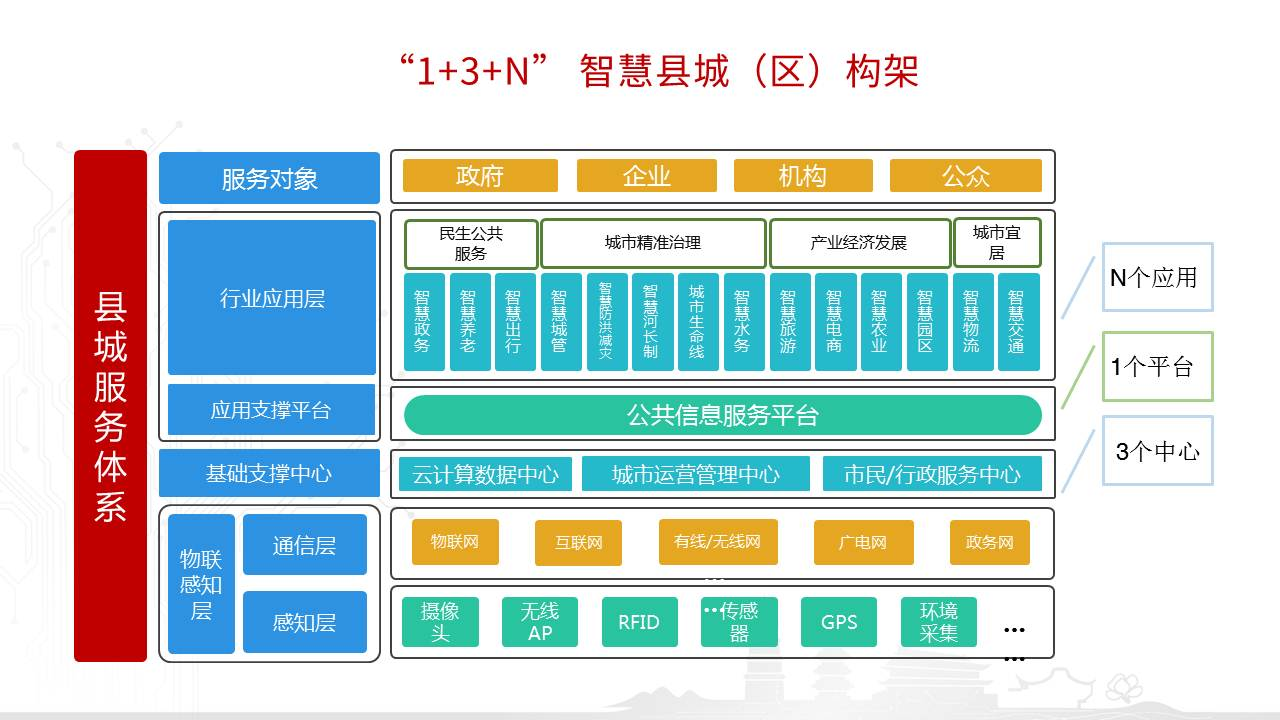 “1+3+N” 智慧县城（区）构架
县城服务体系
服务对象
政府
企业
机构
公众
行业应用层
民生公共
服务
城市精准治理
产业经济发展
城市宜
居
智慧政务
智慧养老
智慧出行
智慧城管
智慧防洪减灾
智慧河长制
城市生命线
智慧水务
智慧旅游
智慧电商
智慧农业
智慧园区
智慧物流
智慧交通
N个应用
应用支撑平台
公共信息服务平台
1个平台
基础支撑中心
云计算数据中心
城市运营管理中心
市民/行政服务中心
3个中心
物联
感知
层
通信层
物联网
互联网
有线/无线网
广电网
政务网
…
…
感知层
摄像
头
无线
AP
RFID
传感
器
GPS
环境
采集
…
…